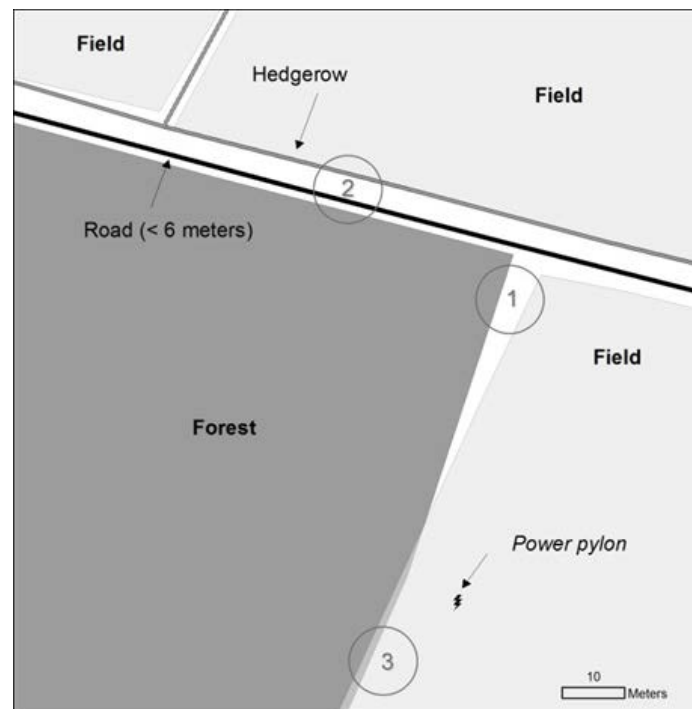 Field
Hedgerow
Field
2
Road (< 6 meters)
1
Field
Forest
Power pylon
3
10
Meters